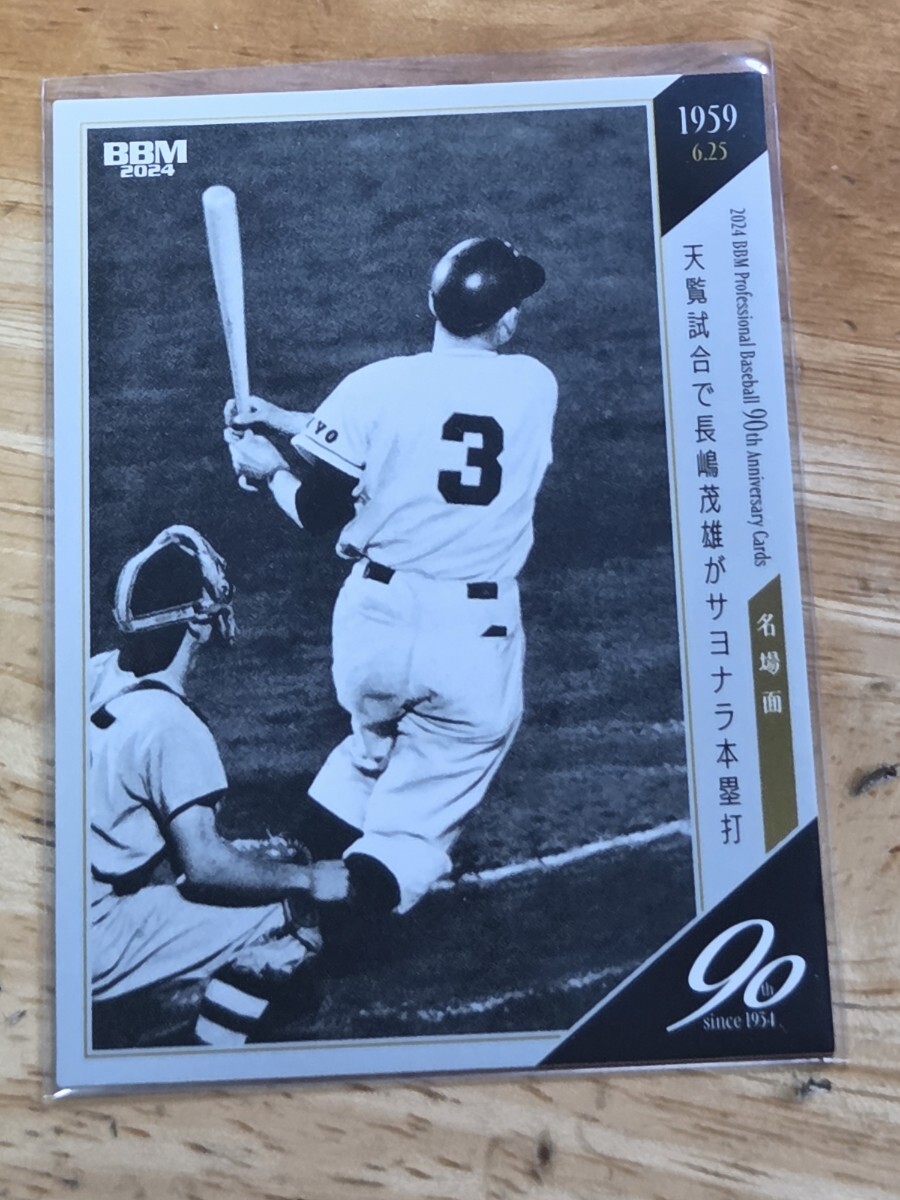 BBM
2024
1959
6.25
2024 BBM Professional Baseball 90th Anniversary Cards
天覧試合で長嶋茂雄がサヨナラ本塁打
名場面
YO
3
90th
since 1934